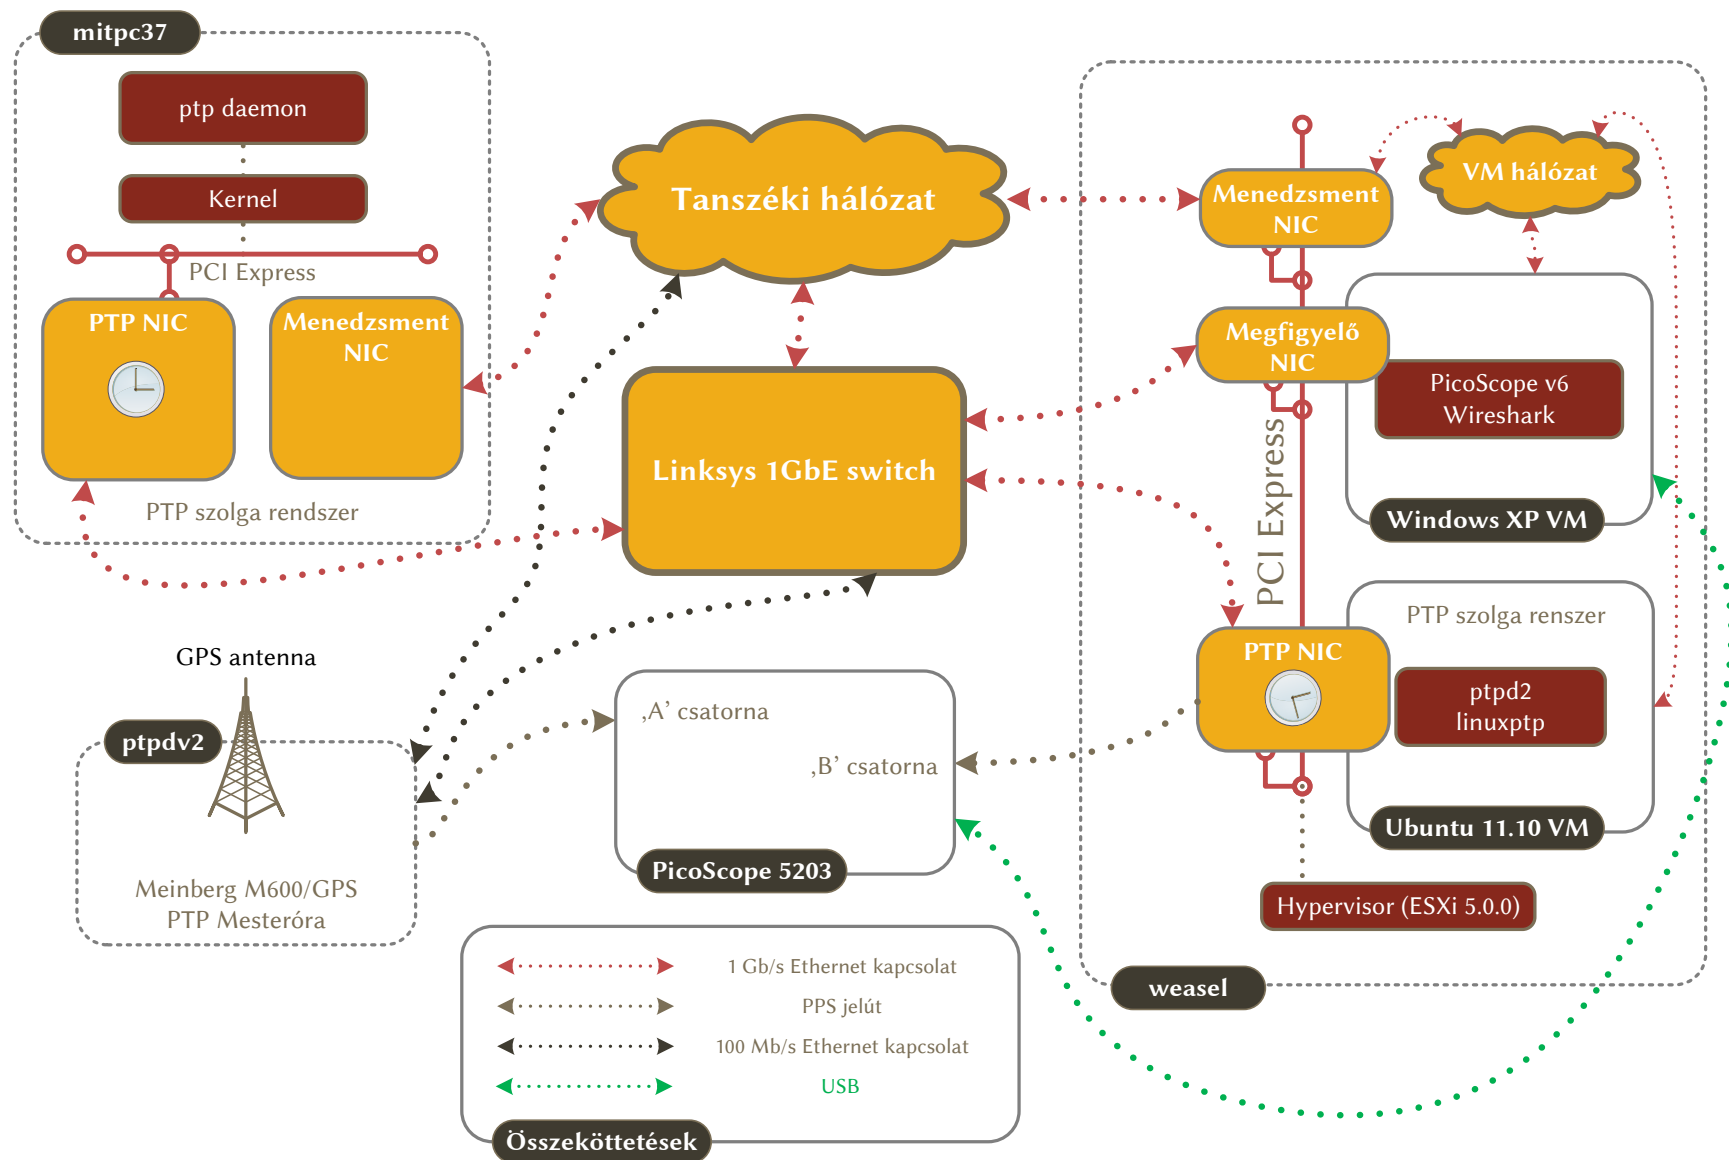 mitpc37
ptp daemon
Kernel
PCI Express
PTP NIC
Menedzsment
NIC
PTP szolga rendszer
Tanszéki hálózat
Linksys 1GbE switch
Menedzsment
NIC
VM hálózat
Megfigyelő
NIC
PicoScope v6
Wireshark
Windows XP VM
PCI Express
PTP szolga renszer
PTP NIC
ptpd2
linuxptp
Ubuntu 11.10 VM
Hypervisor (ESXi 5.0.0)
weasel
GPS antenna
ptpdv2
Meinberg M600/GPS
PTP Mesteróra
‚A’ csatorna
‚B’ csatorna
PicoScope 5203
1 Gb/s Ethernet kapcsolat
PPS jelút
100 Mb/s Ethernet kapcsolat
USB
Összeköttetések